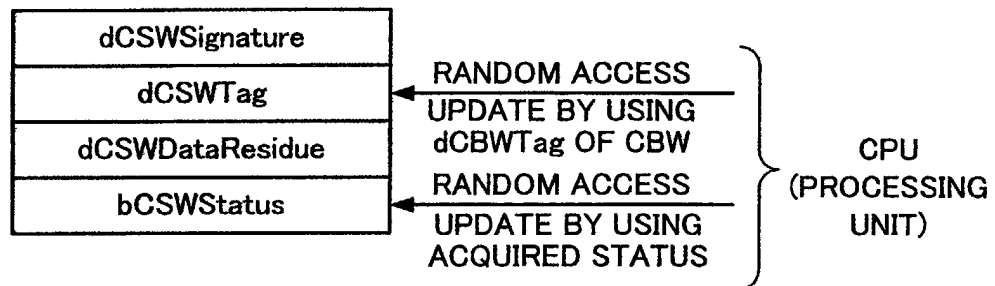 dCSWSignature
dCSWTag
dCSWDataResidue
bCSWStatus
RANDOM ACCESS
UPDATE BY USING
dCBWTag OF CBW
RANDOM ACCESS
UPDATE BY USING
ACQUIRED STATUS
CPU
(PROCESSING
UNIT)